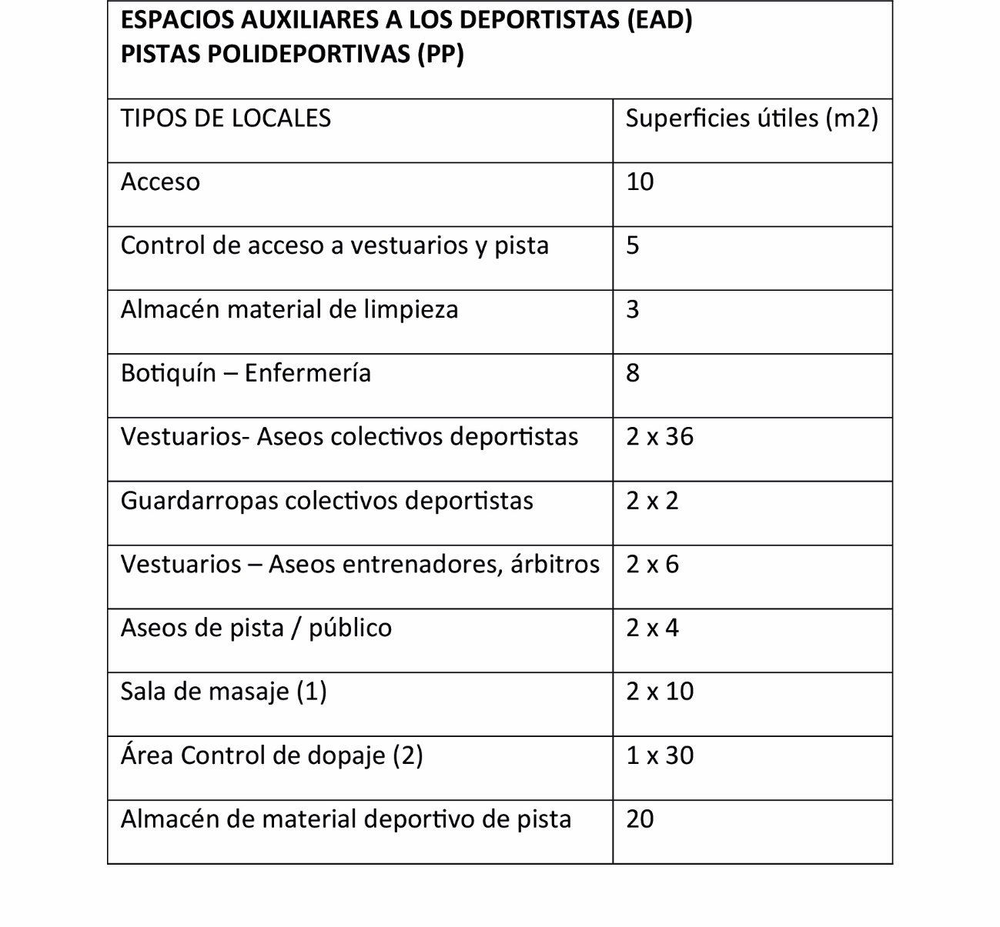 ESPACIOS AUXILIARES A LOS DEPORTISTAS (EAD)
PISTAS POLIDEPORTIVAS (PP)
TIPOS DE LOCALES Superficies útiles (m2)
Acceso 10
Control de acceso a vestuarios y pista 5
Almacén material de limpieza 3
Botiquín – Enfermería 8
Vestuarios- Aseos colectivos deportistas 2 x 36
Guardarropas colectivos deportistas 2 x 2
Vestuarios – Aseos entrenadores, árbitros 2 x 6
Aseos de pista / público 2 x 4
Sala de masaje (1) 2 x 10
Área Control de dopaje (2) 1 x 30
Almacén de material deportivo de pista 20